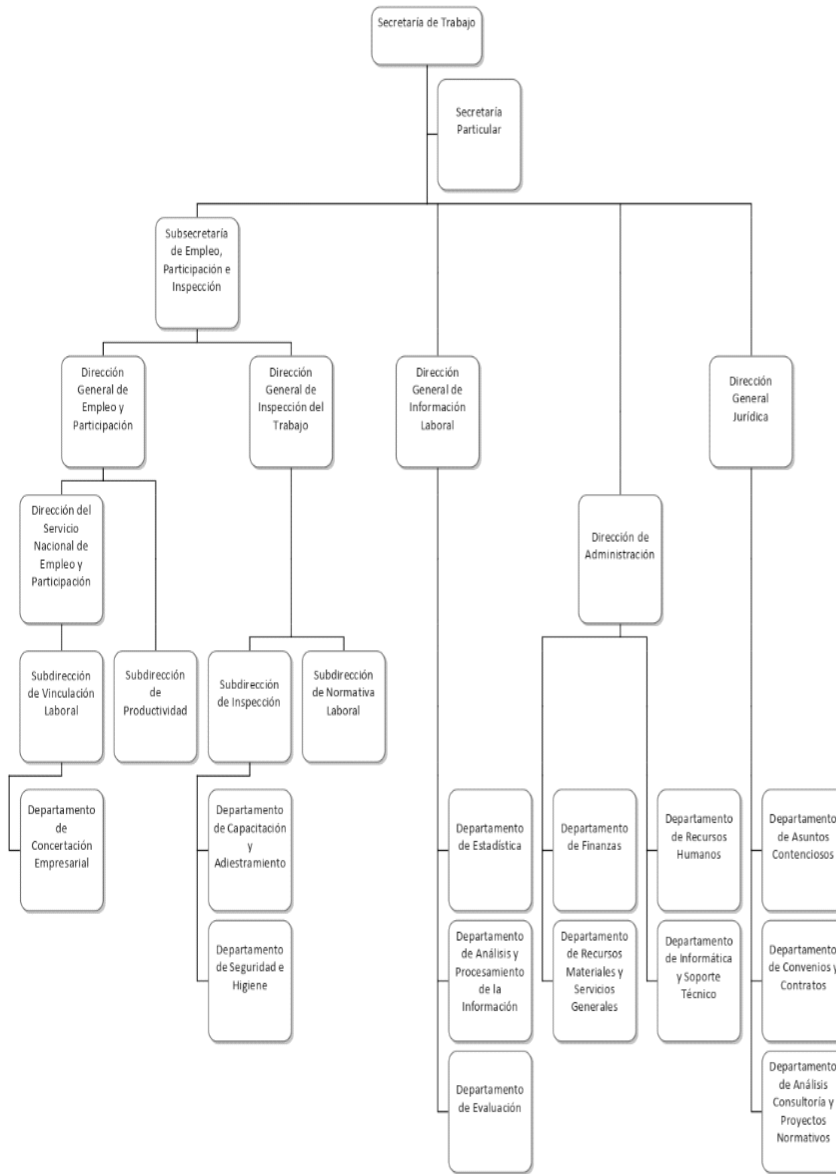 Secretaría de Trabajo
Secretaría
Particular
Subsecretaría
de Empleo,
Participación e
Inspección
Dirección
General de
Empleo y
Participación
Dirección
General de
Inspección del
Trabajo
Dirección
General de
Información
Laboral
Dirección
General
Jurídica
Dirección del
Servicio
Nacional de
Empleo y
Participación
Dirección de
Administración
Subdirección
de Vinculación
Laboral
Subdirección
de
Productividad
Subdirección
de Inspección
Subdirección
de Normativa
Laboral
Departamento
de
Concertación
Empresarial
Departamento
de Capacitación
y
Adiestramiento
Departamento
de Estadística
Departamento
de Finanzas
Departamento
de Recursos
Humanos
Departamento
de Asuntos
Contenciosos
Departamento
de Seguridad e
Higiene
Departamento
de Análisis y
Procesamiento
de la
Información
Departamento
de Recursos
Materiales y
Servicios
Generales
Departamento
de Informática
y Soporte
Técnico
Departamento
de Convenios y
Contratos
Departamento
de Evaluación
Departamento
de Análisis
Consultoría y
Proyectos
Normativos